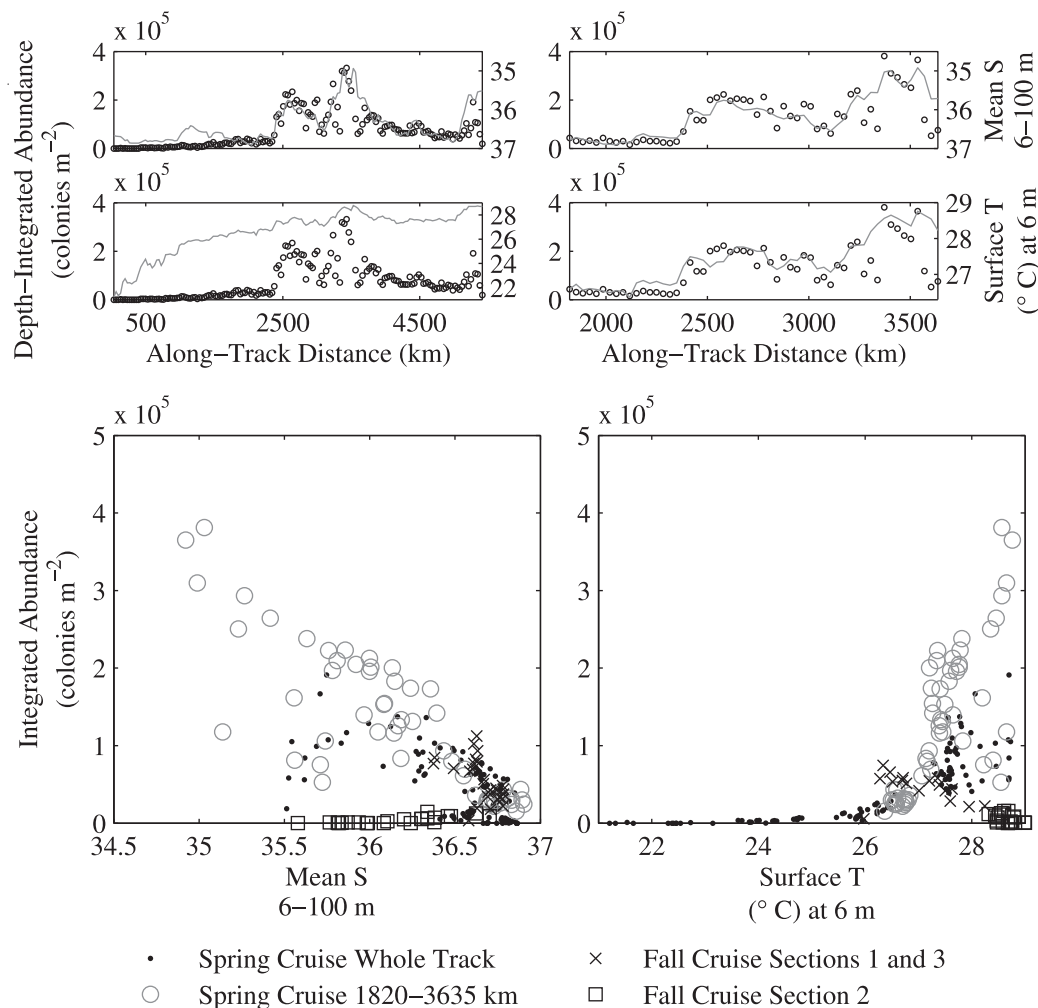 x 10^5
x 10^5
4
2
0
35
36
37
4
2
0
35
36
37
Mean S
6–100 m
Depth–Integrated Abundance
(colonies m^−2)
x 10^5
x 10^5
4
2
0
28
26
24
22
4
2
0
29
28
27
Surface T
(° C) at 6 m
500 2500 4500
2000 2500 3000 3500
Along–Track Distance (km)
Along–Track Distance (km)
x 10^5
x 10^5
5
4
3
2
1
0
Integrated Abundance
(colonies m^−2)
5
4
3
2
1
0
34.5 35 35.5 36 36.5 37
22 24 26 28
Mean S
6–100 m
Surface T
(° C) at 6 m
Spring Cruise Whole Track
Fall Cruise Sections 1 and 3
Spring Cruise 1820–3635 km
Fall Cruise Section 2